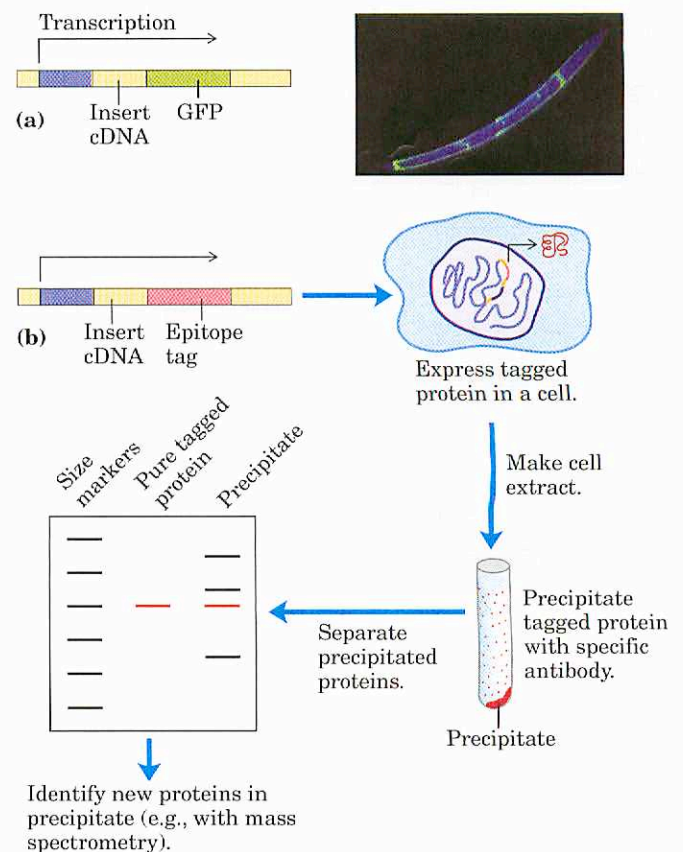 Transcription
Insert
cDNA
GFP
(a)
Insert
cDNA
Epitope
tag
(b)
Express tagged
protein in a cell.
Make cell
extract.
Size
markers
Pure tagged
protein
Precipitate
Precipitate
tagged protein
with specific
antibody.
Separate
precipitated
proteins.
Precipitate
Identify new proteins in
precipitate (e.g., with mass
spectrometry).